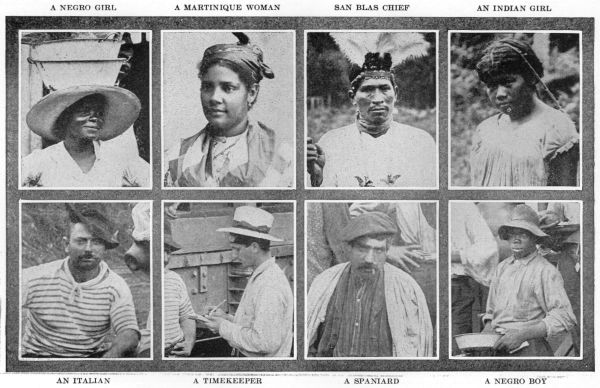 A NEGRO GIRL A MARTINIQUE WOMAN SAN BLAS CHIEF AN INDIAN GIRL
AN ITALIAN A TIMEKEEPER A SPANIARD A NEGRO BOY